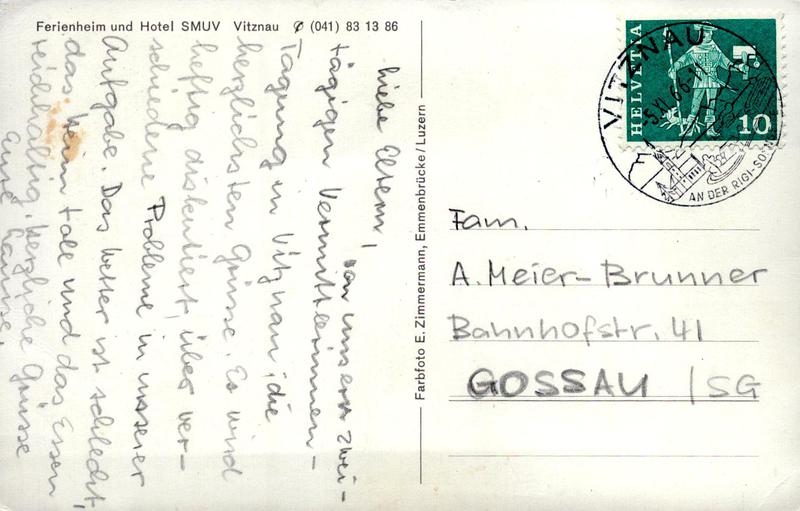 Ferienheim und Hotel SMUV Vitznau ✆ (041) 83 13 86
Liebe Eltern,
von unserer zwei-
tägigen Vermittlerinnen-
Tagung in Vitznau, die
herzlichsten Grüsse. Es wird
heftig diskutiert, über ver-
schiedene Probleme in unserer
Aufgabe. Das Wetter ist schlecht,
das Heim toll und das Essen
reichhaltig. Herzliche Grüsse
Farbfoto E. Zimmermann, Emmenbrücke/Luzern
HELVETIA
10
VITZNAU
AN DER RIGI-SO
Fam.
A. Meier-Brunner
Bahnhofstr. 41
GOSSAU /SG